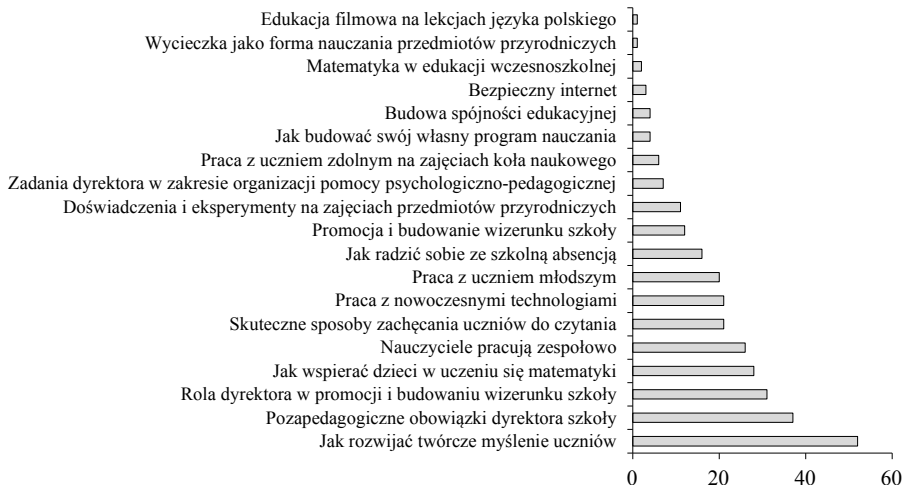 Edukacja filmowa na lekcjach języka polskiego
Wycieczka jako forma nauczania przedmiotów przyrodniczych
Matematyka w edukacji wczesnoszkolnej
Bezpieczny internet
Budowa spójności edukacyjnej
Jak budować swój własny program nauczania
Praca z uczniem zdolnym na zajęciach koła naukowego
Zadania dyrektora w zakresie organizacji pomocy psychologiczno-pedagogicznej
Doświadczenia i eksperymenty na zajęciach przedmiotów przyrodniczych
Promocja i budowanie wizerunku szkoły
Jak radzić sobie ze szkolną absencją
Praca z uczniem młodszym
Praca z nowoczesnymi technologiami
Skuteczne sposoby zachęcania uczniów do czytania
Nauczyciele pracują zespołowo
Jak wspierać dzieci w uczeniu się matematyki
Rola dyrektora w promocji i budowaniu wizerunku szkoły
Pozapedagogiczne obowiązki dyrektora szkoły
Jak rozwijać twórcze myślenie uczniów
0 20 40 60